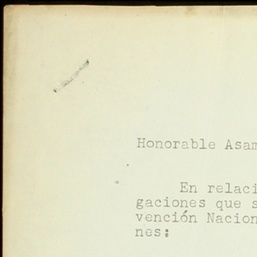 Honorable Asam
En relaci
gaciones que s
vención Nacion
nes: